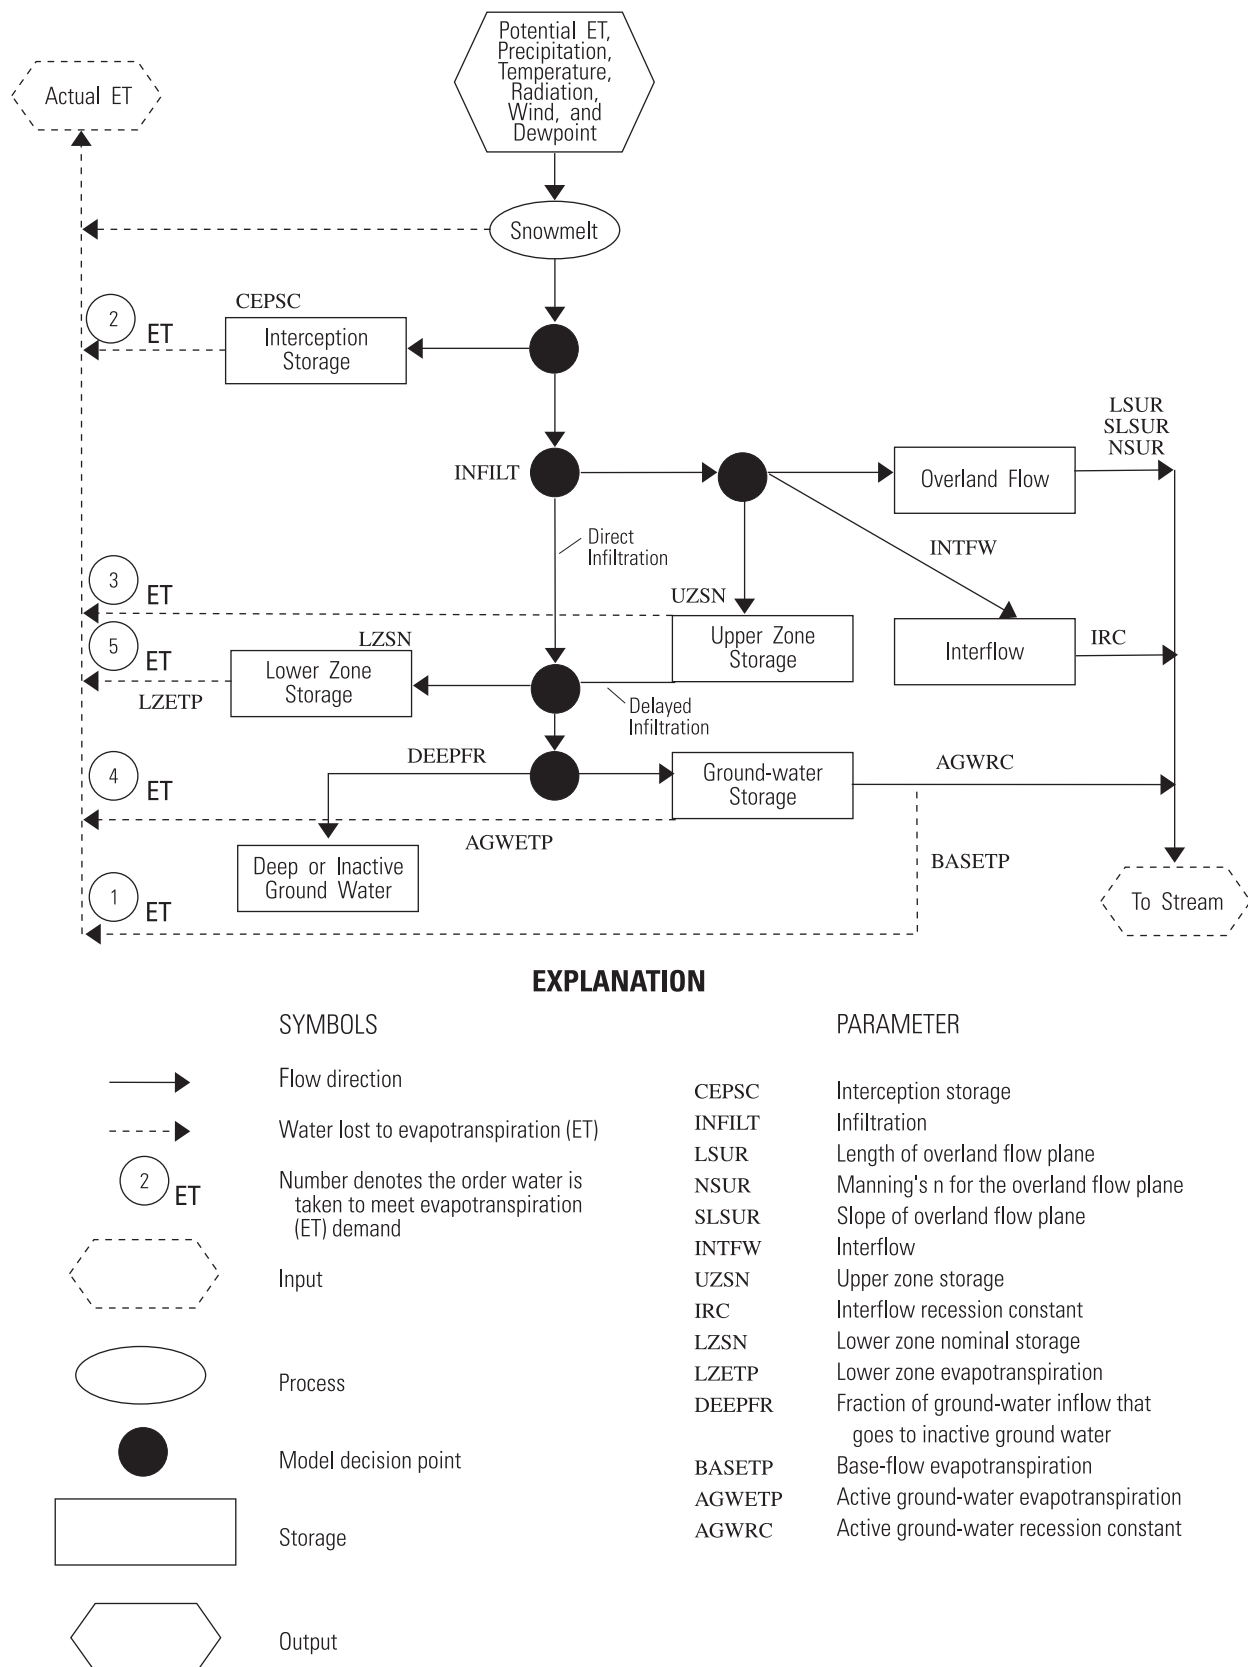 Potential ET,
Precipitation,
Temperature,
Radiation,
Wind, and
Dewpoint
Actual ET
Snowmelt
CEPSC
2
ET
Interception
Storage
LSUR
SLSUR
NSUR
INFILT
Overland Flow
Direct
Infiltration
INTFW
3
ET
UZSN
Upper Zone
Storage
5
ET
LZSN
Lower Zone
Storage
LZETP
Interflow
IRC
Delayed
Infiltration
4
ET
DEEPFR
Ground-water
Storage
AGWRC
AGWETP
Deep or Inactive
Ground Water
BASETP
1
ET
To Stream
EXPLANATION
SYMBOLS
Flow direction
Water lost to evapotranspiration (ET)
2
ET
Number denotes the order water is
taken to meet evapotranspiration
(ET) demand
Input
Process
Model decision point
Storage
Output
PARAMETER
CEPSC Interception storage
INFILT Infiltration
LSUR Length of overland flow plane
NSUR Manning's n for the overland flow plane
SLSUR Slope of overland flow plane
INTFW Interflow
UZSN Upper zone storage
IRC Interflow recession constant
LZSN Lower zone nominal storage
LZETP Lower zone evapotranspiration
DEEPFR Fraction of ground-water inflow that
goes to inactive ground water
BASETP Base-flow evapotranspiration
AGWETP Active ground-water evapotranspiration
AGWRC Active ground-water recession constant